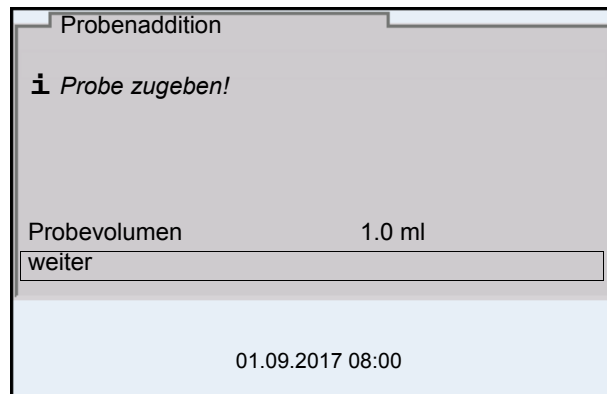 Probenaddition
i Probe zugeben!
Probevolumen 1.0 ml
weiter
01.09.2017 08:00